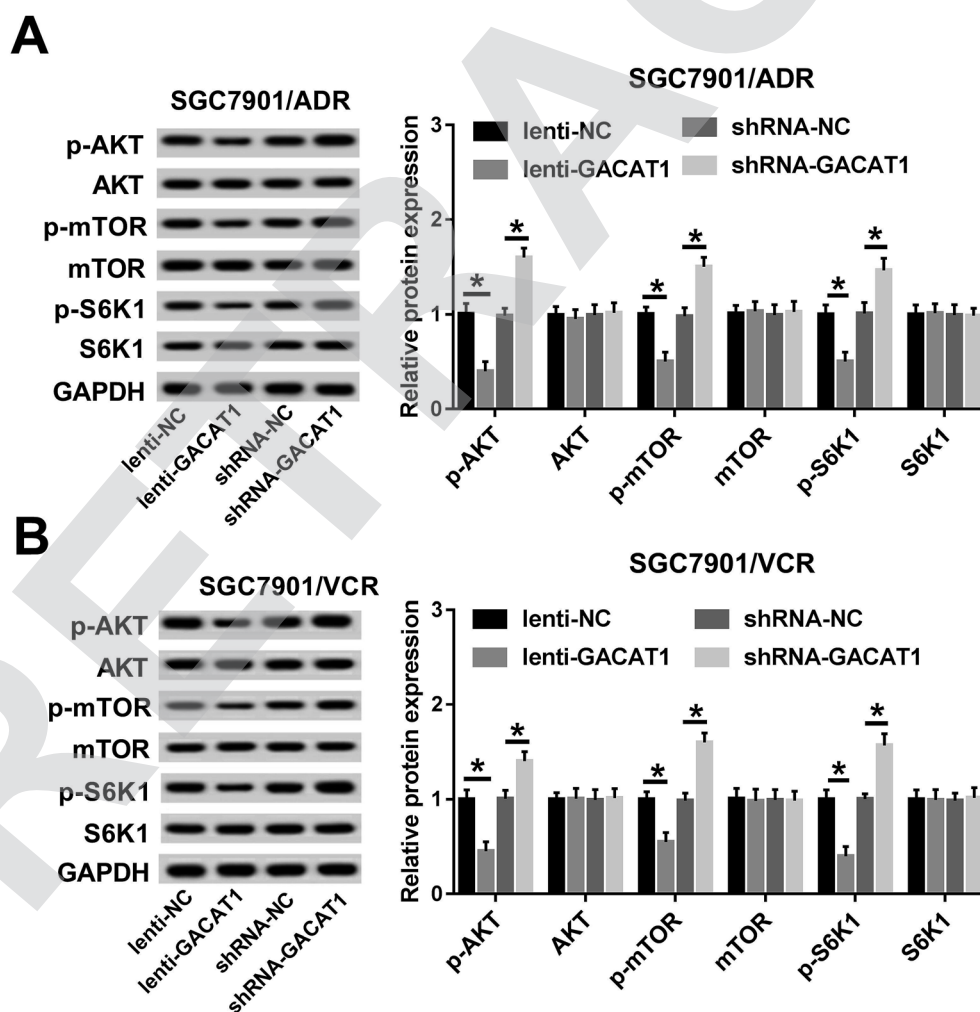 A
SGC7901/ADR
p-AKT
AKT
p-mTOR
mTOR
p-S6K1
S6K1
GAPDH
lenti-NC
lenti-GACAT1
shRNA-NC
shRNA-GACAT1
SGC7901/ADR
lenti-NC
shRNA-NC
lenti-GACAT1
shRNA-GACAT1
Relative protein expression
3
2
1
0
* * * * * *
p-AKT
AKT
p-mTOR
mTOR
p-S6K1
S6K1
B
SGC7901/VCR
p-AKT
AKT
p-mTOR
mTOR
p-S6K1
S6K1
GAPDH
lenti-NC
lenti-GACAT1
shRNA-NC
shRNA-GACAT1
SGC7901/VCR
lenti-NC
shRNA-NC
lenti-GACAT1
shRNA-GACAT1
Relative protein expression
3
2
1
0
* * * * * *
p-AKT
AKT
p-mTOR
mTOR
p-S6K1
S6K1
RETRAC